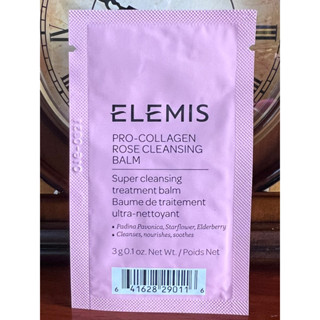 ELEMIS
PRO-COLLAGEN
ROSE CLEANSING
BALM
Super cleansing
treatment balm
Baume de traitement
ultra-nettoyant
• Padina Pavonica, Starflower, Elderberry
• Cleanses, nourishes, soothes
3 g 0.1 oz. Net Wt. / Poids Net
6 41628 29011 6